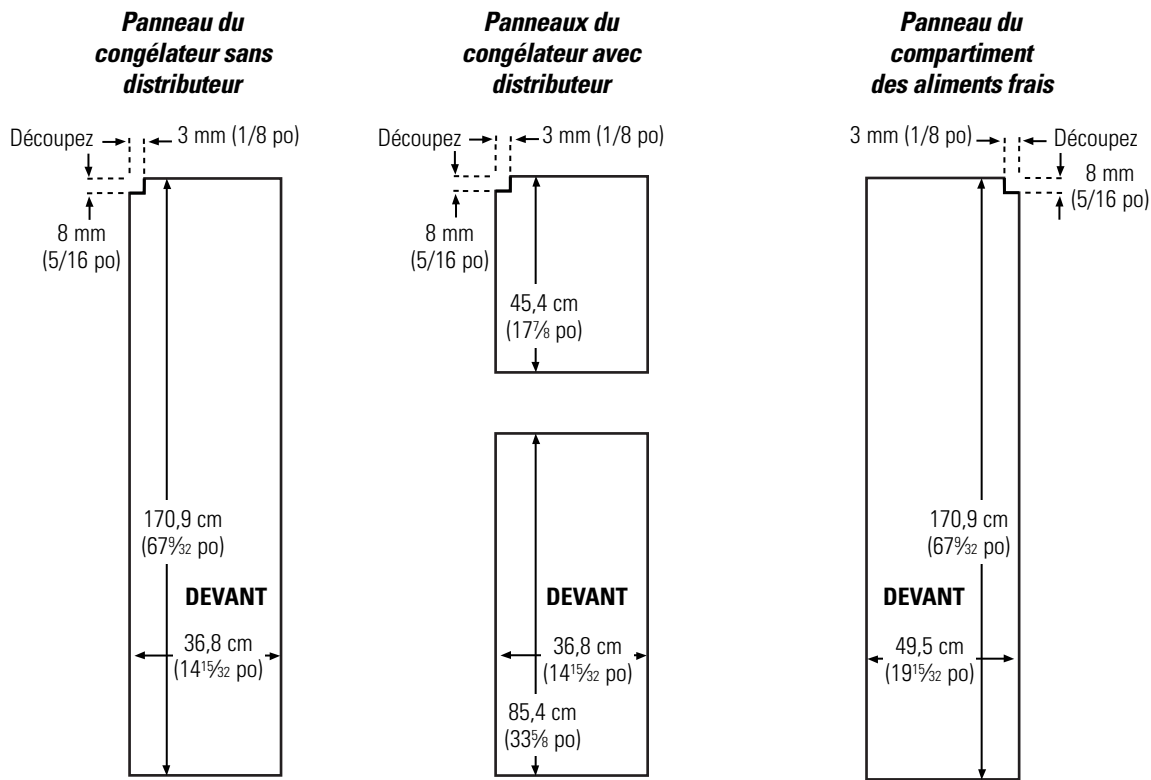 Panneau du
congélateur sans
distributeur
Découpez
3 mm (1/8 po)
8 mm
(5/16 po)
170,9 cm
(67⁹⁄₃₂ po)
DEVANT
36,8 cm
(14¹⁵⁄₃₂ po)
Panneaux du
congélateur avec
distributeur
Découpez
3 mm (1/8 po)
8 mm
(5/16 po)
45,4 cm
(17⅞ po)
DEVANT
36,8 cm
(14¹⁵⁄₃₂ po)
85,4 cm
(33⅝ po)
Panneau du
compartiment
des aliments frais
3 mm (1/8 po)
Découpez
8 mm
(5/16 po)
170,9 cm
(67⁹⁄₃₂ po)
DEVANT
49,5 cm
(19¹⁵⁄₃₂ po)